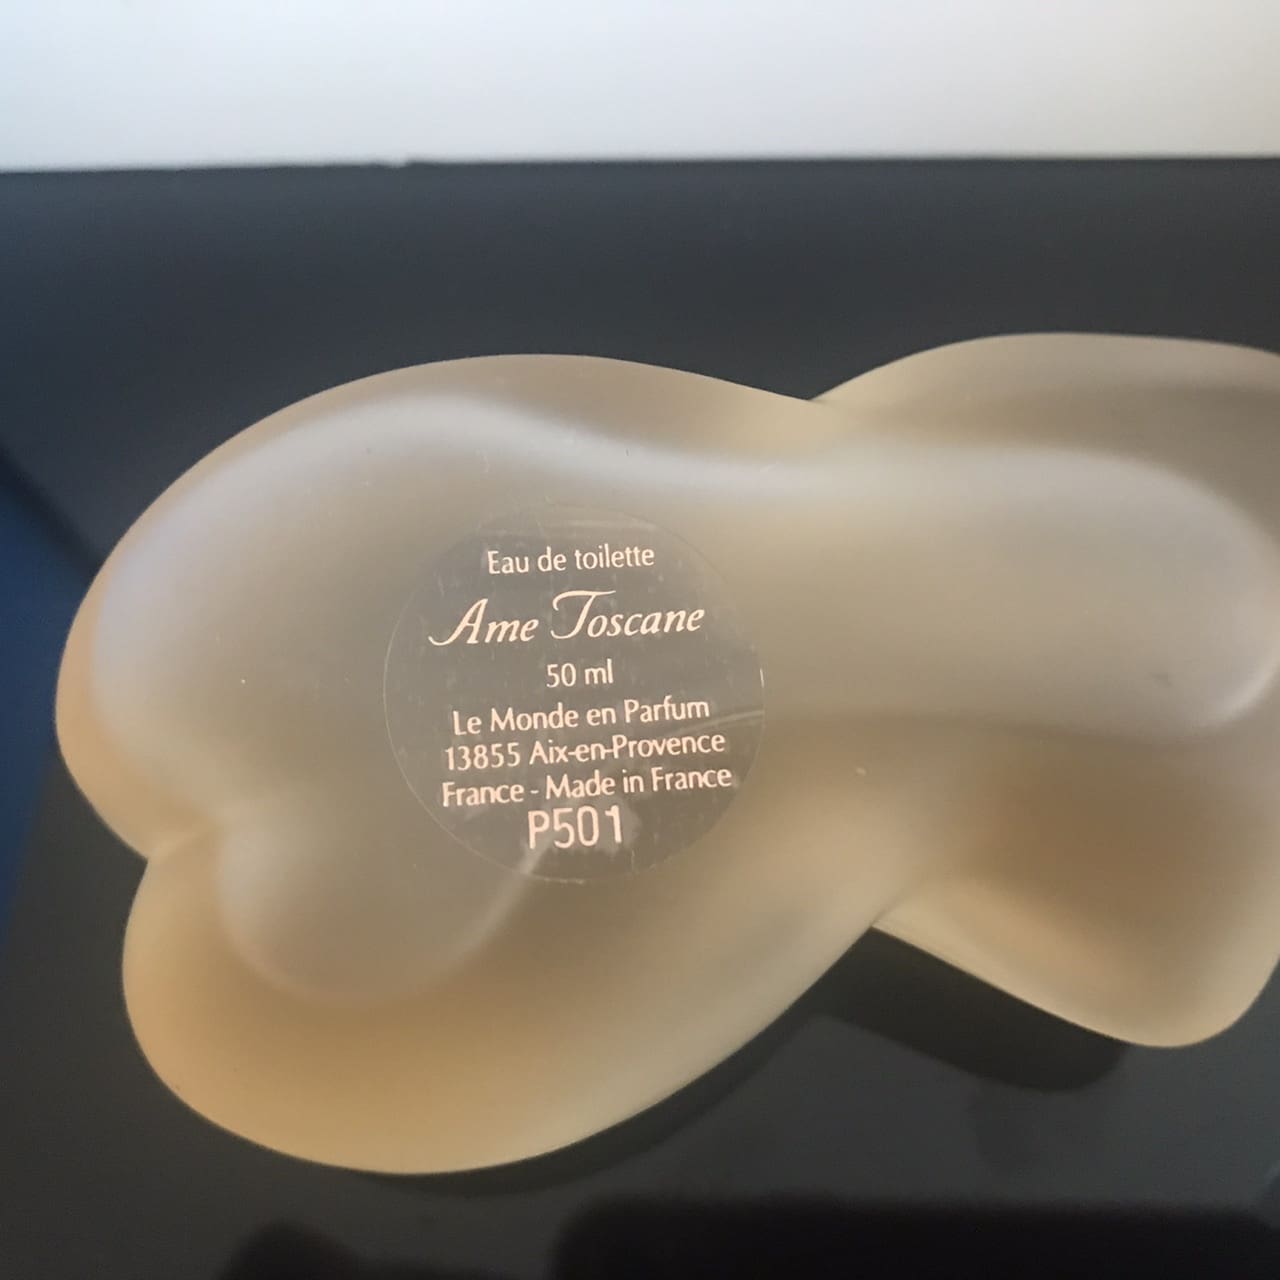 Eau de toilette
Ame Toscane
50 ml
Le Monde en Parfum
13855 Aix-en-Provence
France - Made in France
P501